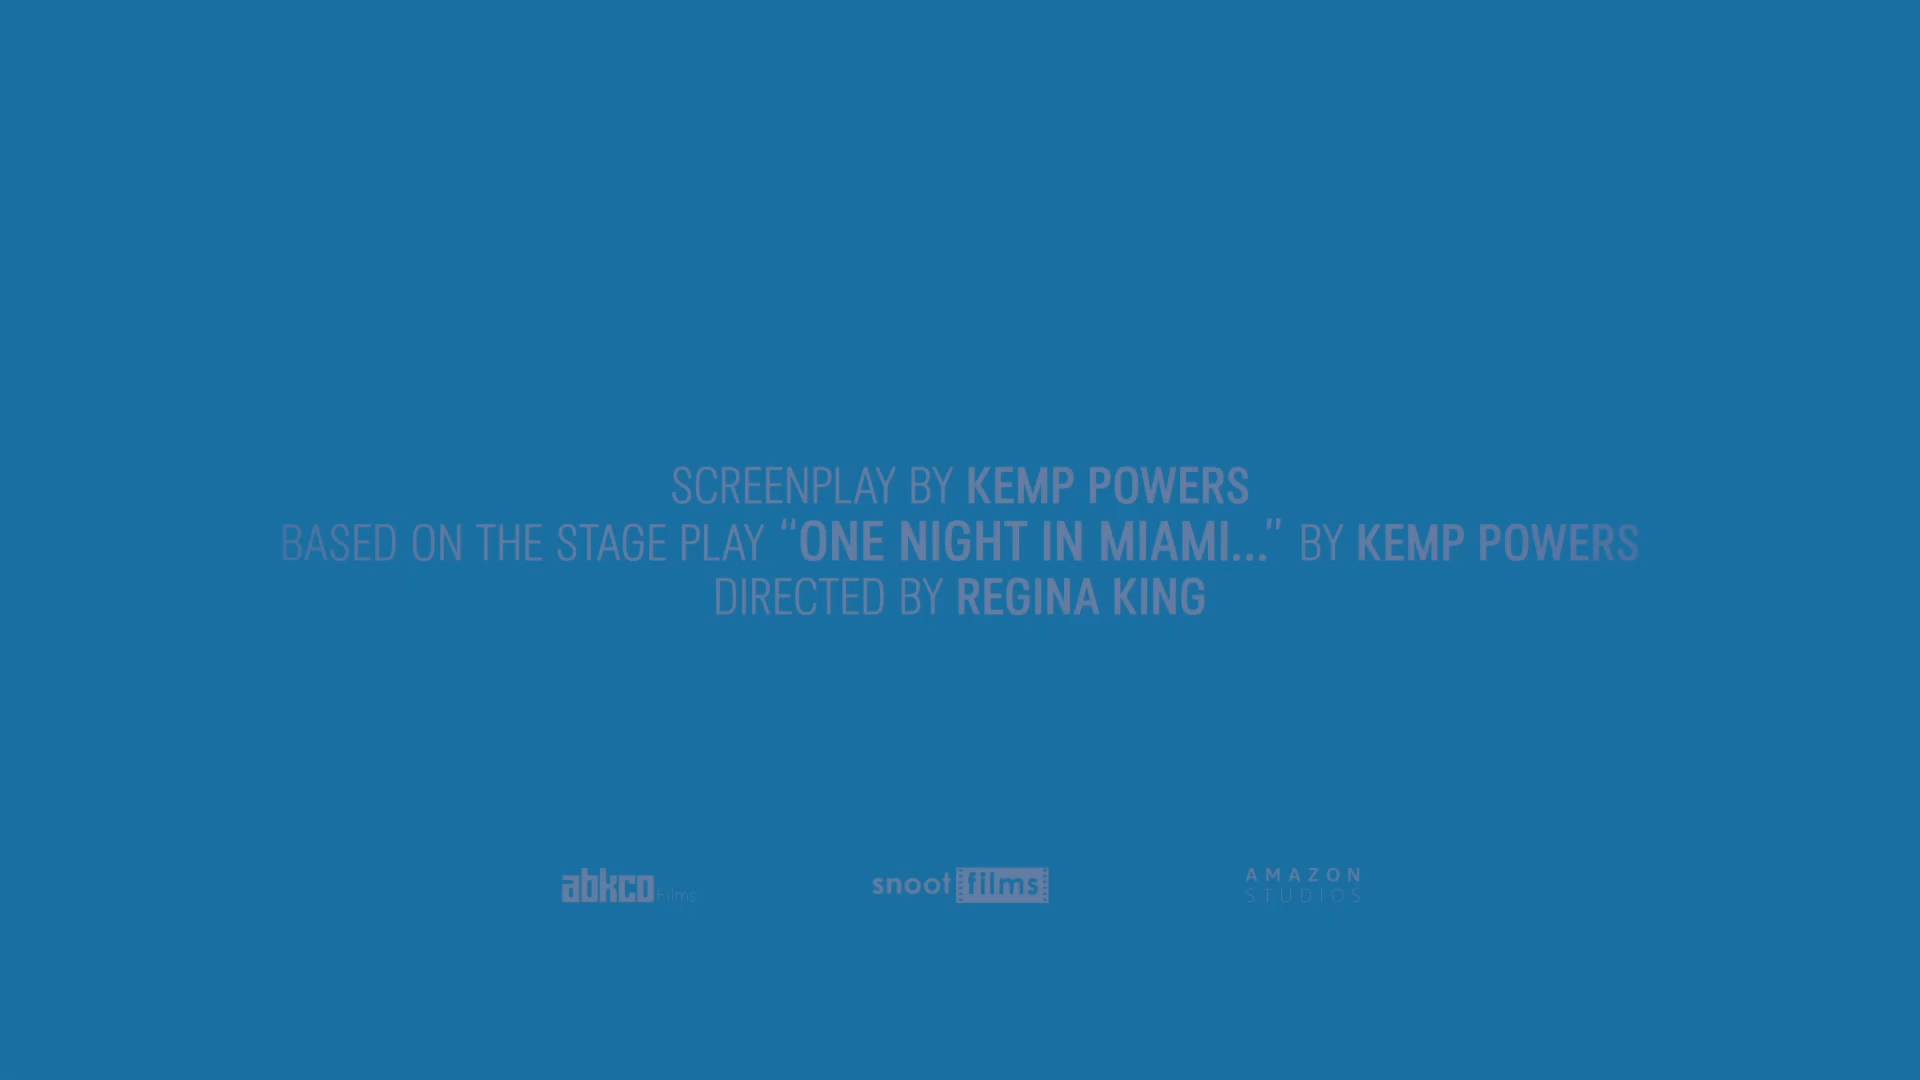 SCREENPLAY BY KEMP POWERS
BASED ON THE STAGE PLAY “ONE NIGHT IN MIAMI...” BY KEMP POWERS
DIRECTED BY REGINA KING
abkco Films
snoot films
AMAZON
STUDIOS